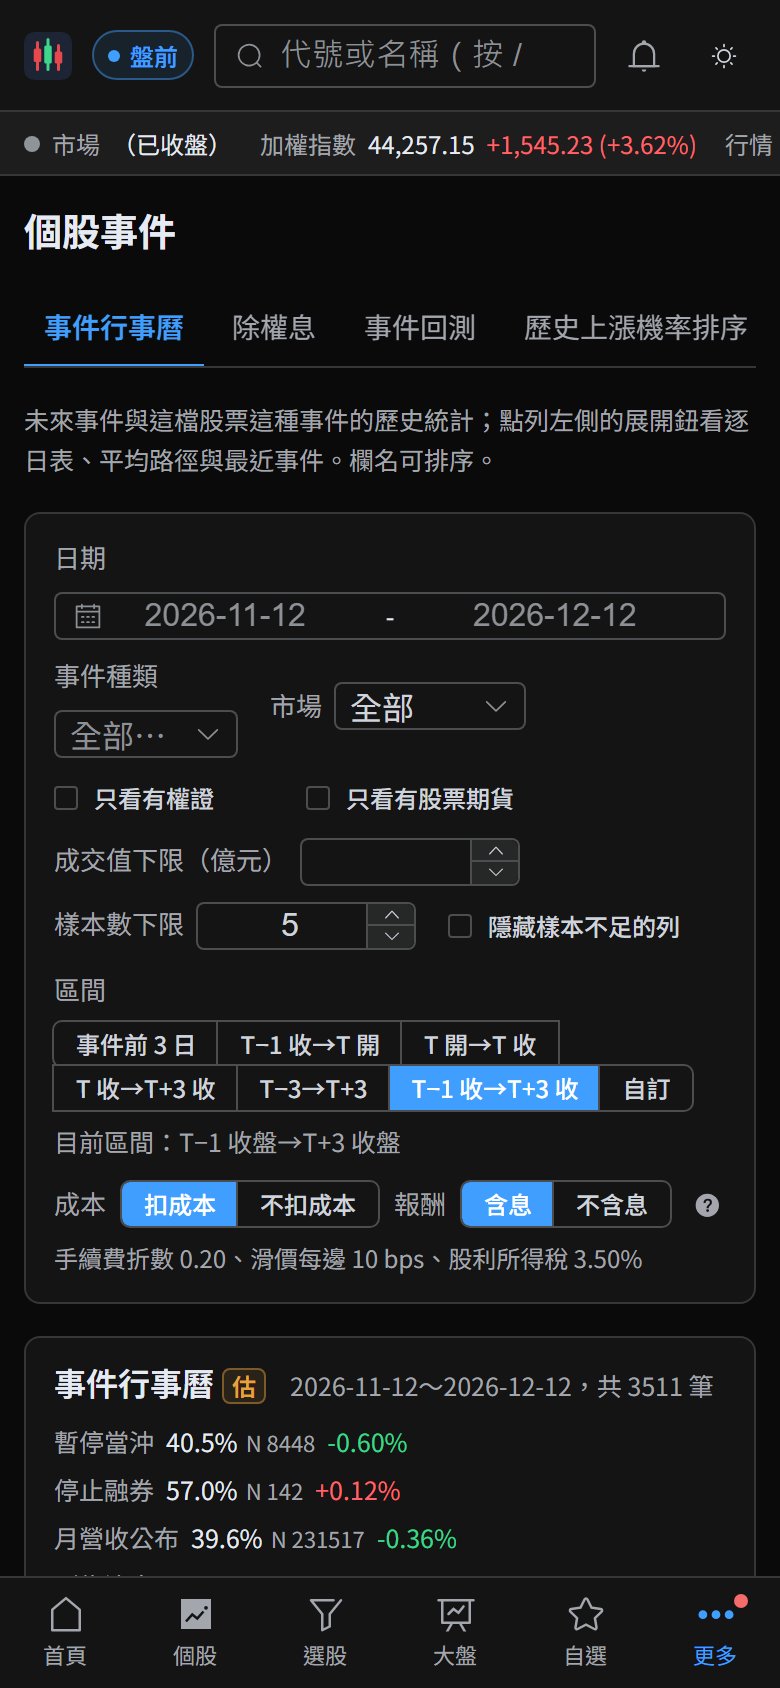 盤前
代號或名稱 ( 按 /
市場 （已收盤） 加權指數 44,257.15 +1,545.23 (+3.62%) 行情
個股事件
事件行事曆 除權息 事件回測 歷史上漲機率排序
未來事件與這檔股票這種事件的歷史統計；點列左側的展開鈕看逐
日表、平均路徑與最近事件。欄名可排序。
日期
2026-11-12 - 2026-12-12
事件種類
全部…
市場 全部
只看有權證 只看有股票期貨
成交值下限（億元）
樣本數下限 5 隱藏樣本不足的列
區間
事件前 3 日 T−1 收→T 開 T 開→T 收
T 收→T+3 收 T−3→T+3 T−1 收→T+3 收 自訂
目前區間：T−1 收盤→T+3 收盤
成本 扣成本 不扣成本 報酬 含息 不含息 ?
手續費折數 0.20、滑價每邊 10 bps、股利所得稅 3.50%
事件行事曆 估 2026-11-12～2026-12-12，共 3511 筆
暫停當沖 40.5% N 8448 -0.60%
停止融券 57.0% N 142 +0.12%
月營收公布 39.6% N 231517 -0.36%
首頁 個股 選股 大盤 自選 更多